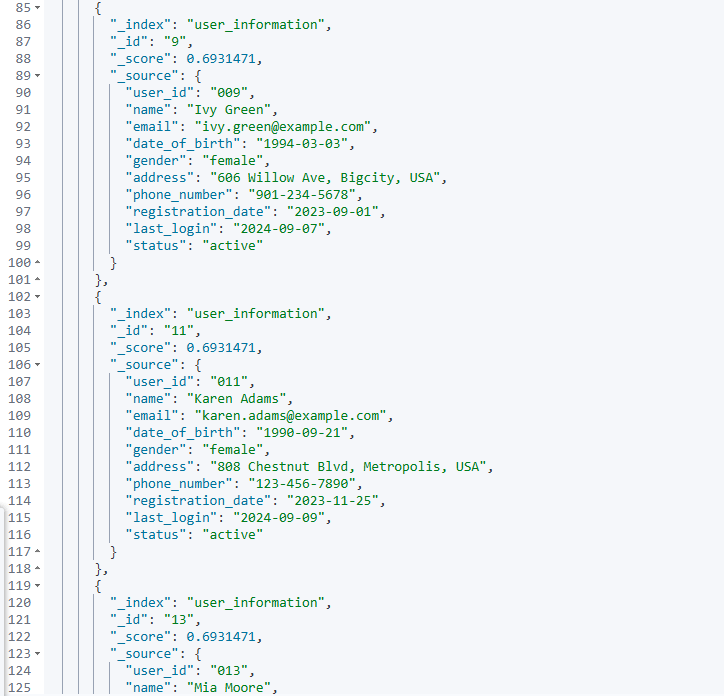 85 {
86 "_index": "user_information",
87 "_id": "9",
88 "_score": 0.6931471,
89 "_source": {
90 "user_id": "009",
91 "name": "Ivy Green",
92 "email": "ivy.green@example.com",
93 "date_of_birth": "1994-03-03",
94 "gender": "female",
95 "address": "606 Willow Ave, Bigcity, USA",
96 "phone_number": "901-234-5678",
97 "registration_date": "2023-09-01",
98 "last_login": "2024-09-07",
99 "status": "active"
100 }
101 },
102 {
103 "_index": "user_information",
104 "_id": "11",
105 "_score": 0.6931471,
106 "_source": {
107 "user_id": "011",
108 "name": "Karen Adams",
109 "email": "karen.adams@example.com",
110 "date_of_birth": "1990-09-21",
111 "gender": "female",
112 "address": "808 Chestnut Blvd, Metropolis, USA",
113 "phone_number": "123-456-7890",
114 "registration_date": "2023-11-25",
115 "last_login": "2024-09-09",
116 "status": "active"
117 }
118 },
119 {
120 "_index": "user_information",
121 "_id": "13",
122 "_score": 0.6931471,
123 "_source": {
124 "user_id": "013",
125 "name": "Mia Moore",